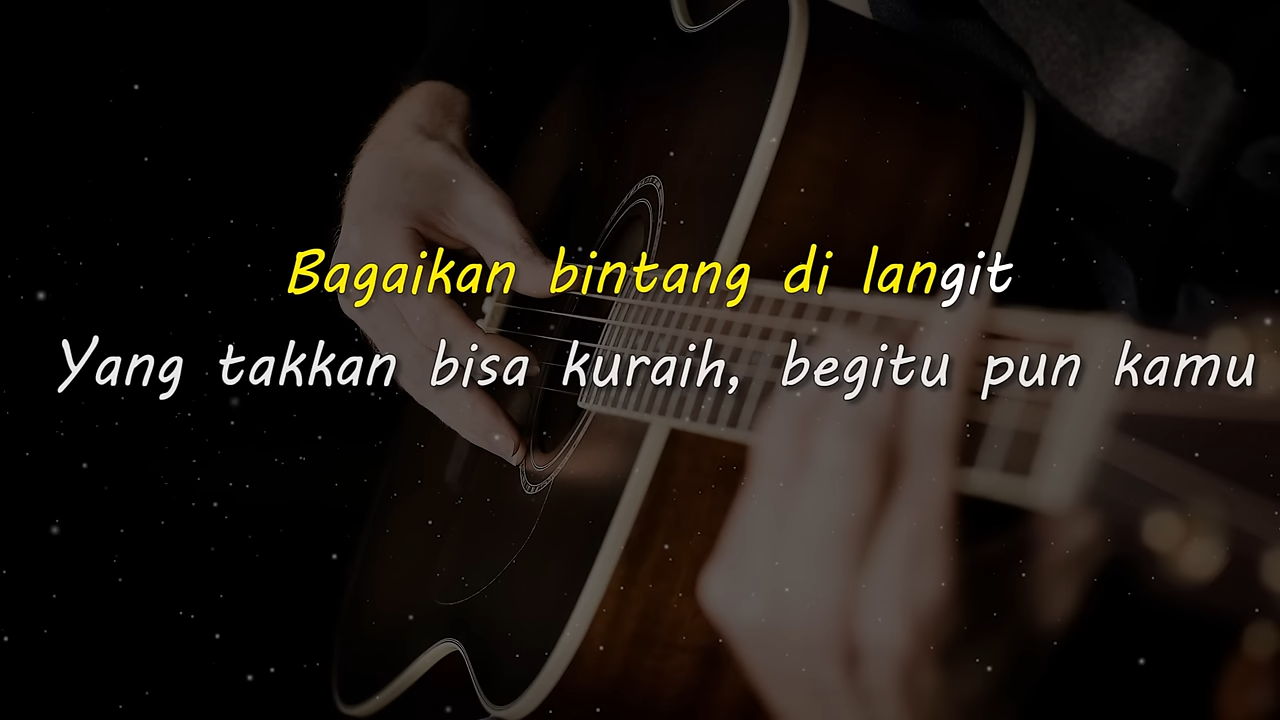 Bagaikan bintang di langit
Yang takkan bisa kuraih, begitu pun kamu